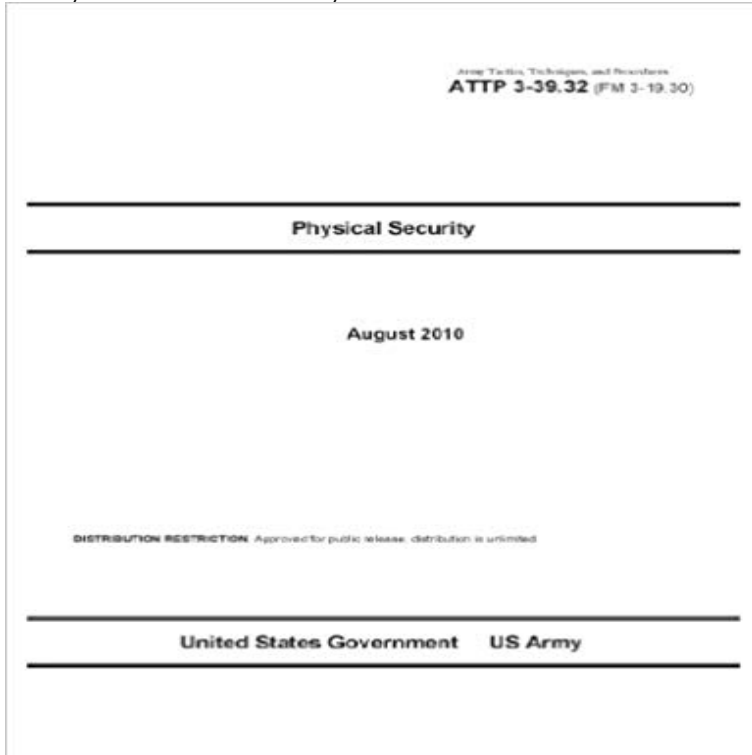 Army Tactics, Techniques, and Procedures
ATTP 3-39.32 (FM 3-19.30)
Physical Security
August 2010
DISTRIBUTION RESTRICTION Approved for public release, distribution is unlimited
United States Government US Army